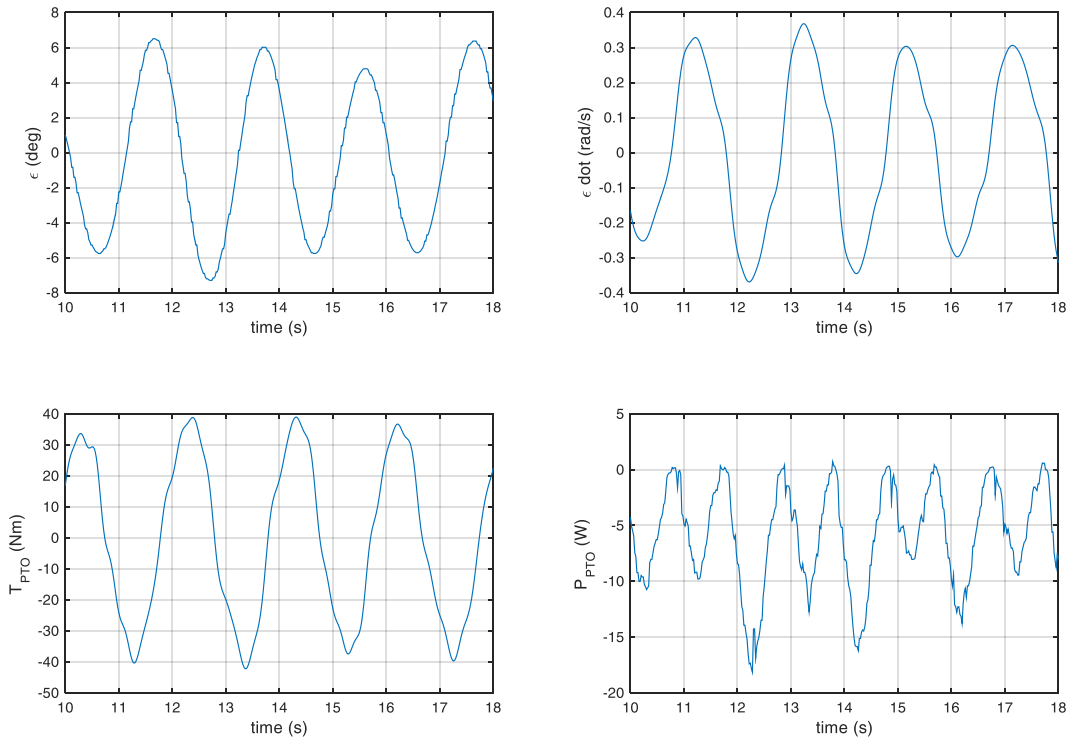 8
6
4
2
0
-2
-4
-6
-8
ϵ (deg)
10 11 12 13 14 15 16 17 18
time (s)
0.4
0.3
0.2
0.1
0
-0.1
-0.2
-0.3
-0.4
ϵ dot (rad/s)
10 11 12 13 14 15 16 17 18
time (s)
40
30
20
10
0
-10
-20
-30
-40
-50
T_PTO (Nm)
10 11 12 13 14 15 16 17 18
time (s)
5
0
-5
-10
-15
-20
P_PTO (W)
10 11 12 13 14 15 16 17 18
time (s)